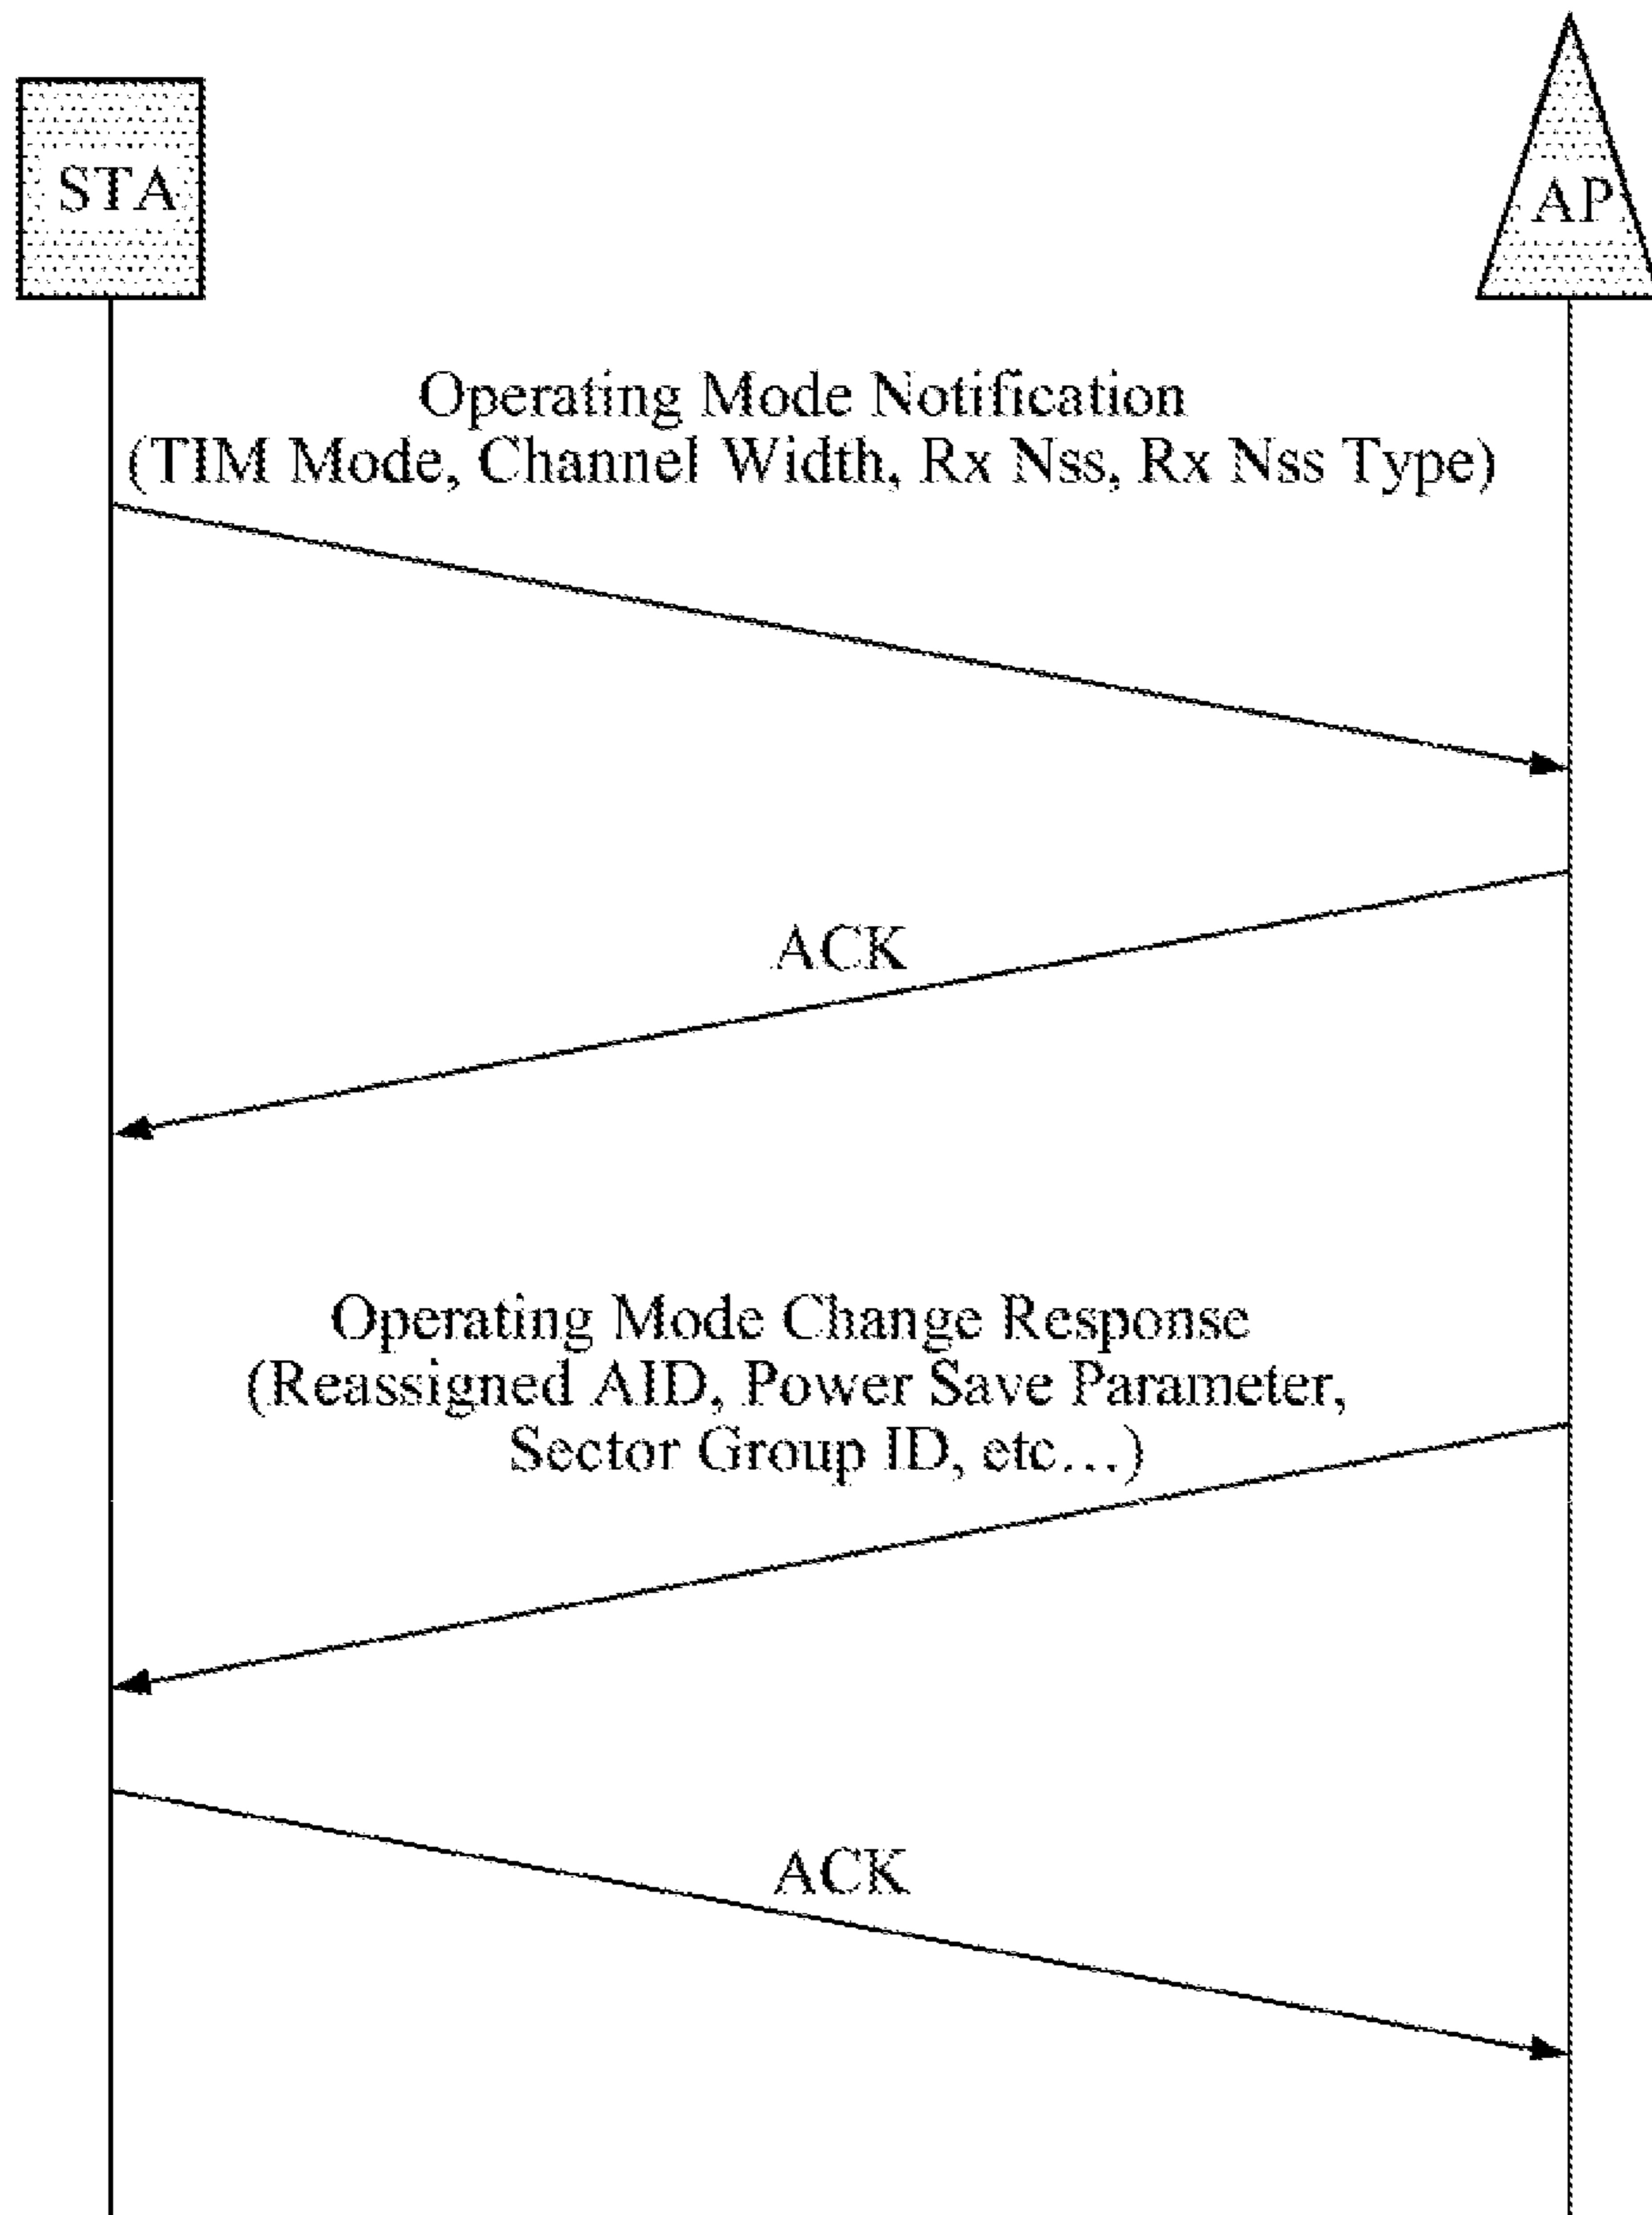 STA
AP
Operating Mode Notification
(TIM Mode, Channel Width, Rx Nss, Rx Nss Type)
ACK
Operating Mode Change Response
(Reassigned AID, Power Save Parameter,
Sector Group ID, etc...)
ACK